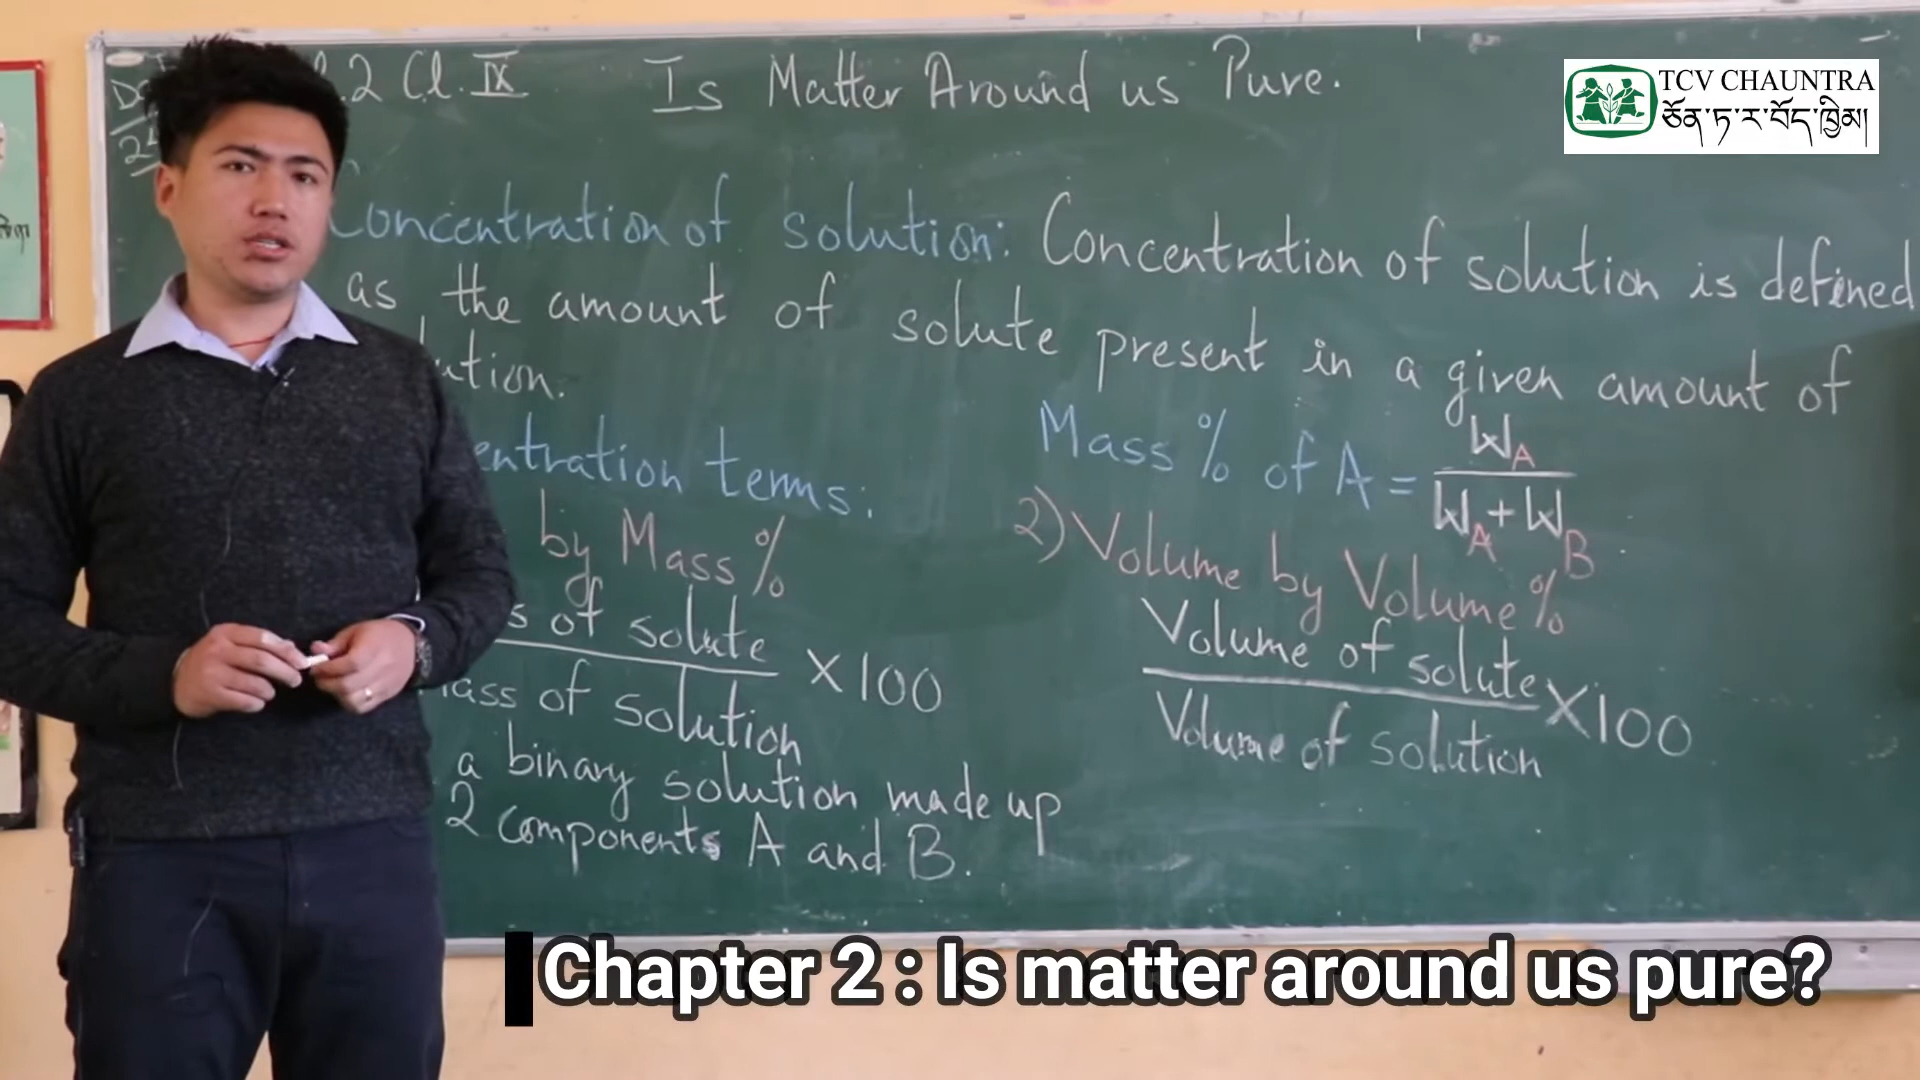 .2 Cl. IX Is Matter Around us Pure.
24
TCV CHAUNTRA
ཅོན་ཏ་ར་བོད་ཁྱིམ།
Concentration of solution: Concentration of solution is defined
as the amount of solute present in a given amount of
ution.
entration terms:
by Mass %
s of solute
ass of solution
X 100
a binary solution made up
2 components A and B.
Mass % of A = WA
WA + WB
2) Volume by Volume %
Volume of solute
Volume of solution
X100
Chapter 2 : Is matter around us pure?